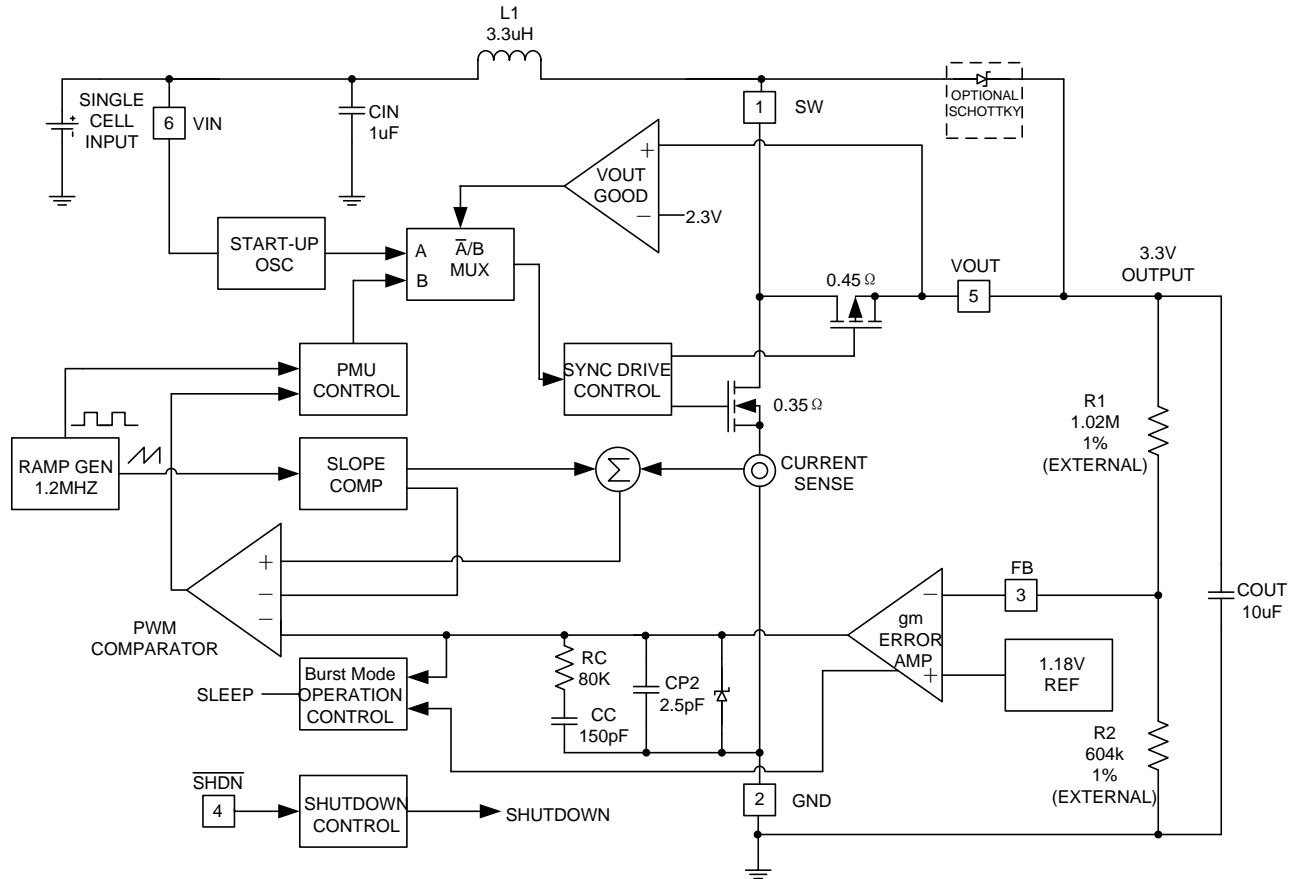 L1
3.3uH
SINGLE
CELL
INPUT
+
6
VIN
CIN
1uF
1
SW
OPTIONAL
SCHOTTKY
+
VOUT
GOOD
−
2.3V
START-UP
OSC
A
B
A̅/B
MUX
0.45Ω
VOUT
5
3.3V
OUTPUT
PMU
CONTROL
SYNC DRIVE
CONTROL
0.35Ω
R1
1.02M
1%
(EXTERNAL)
RAMP GEN
1.2MHZ
SLOPE
COMP
Σ
CURRENT
SENSE
+
−
−
PWM
COMPARATOR
FB
3
−
gm
ERROR
AMP
+
1.18V
REF
COUT
10uF
SLEEP
Burst Mode
OPERATION
CONTROL
RC
80K
CC
150pF
CP2
2.5pF
R2
604k
1%
(EXTERNAL)
S̅H̅D̅N̅
4
SHUTDOWN
CONTROL
SHUTDOWN
2
GND